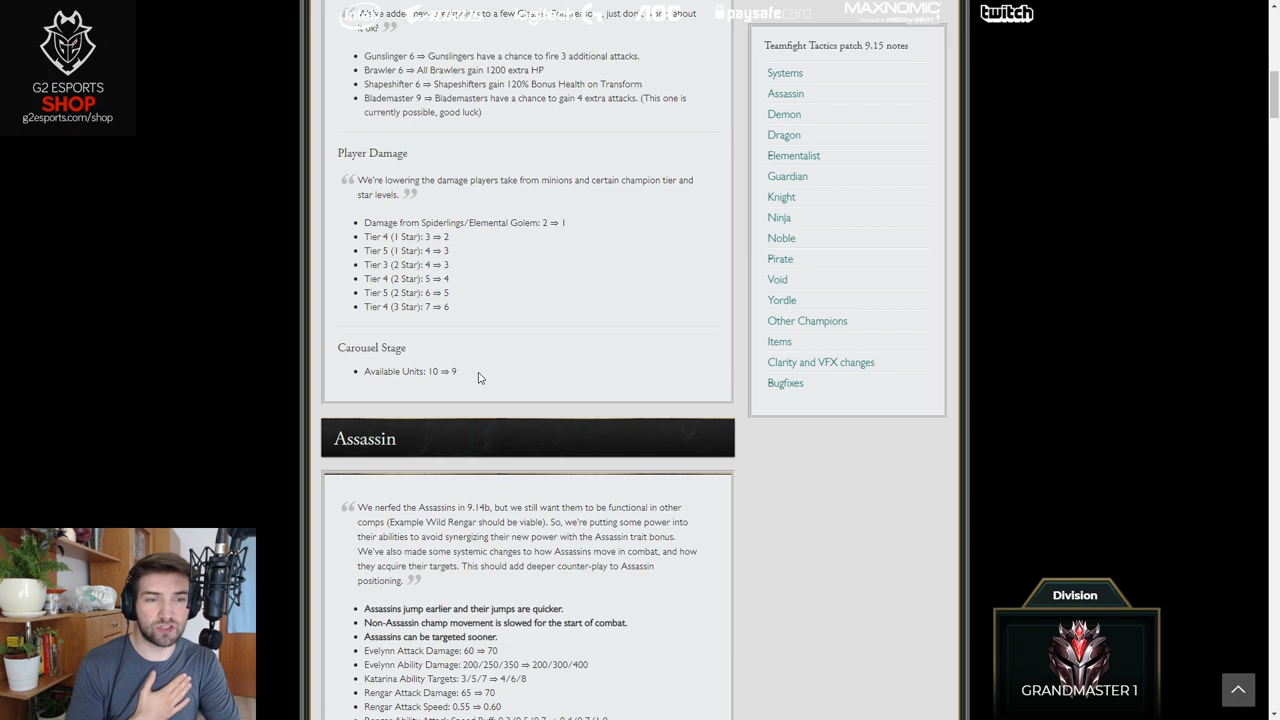 G2 ESPORTS
SHOP
g2esports.com/shop
intel
Logitech G
AOC
paysafecard
MAXNOMIC
twitch
ok?
Gunslinger 6 ⇒ Gunslingers have a chance to fire 3 additional attacks.
Brawler 6 ⇒ All Brawlers gain 1200 extra HP
Shapeshifter 6 ⇒ Shapeshifters gain 120% Bonus Health on Transform
Blademaster 9 ⇒ Blademasters have a chance to gain 4 extra attacks. (This one is
currently possible, good luck)
Player Damage
We're lowering the damage players take from minions and certain champion tier and
star levels.
Damage from Spiderlings/Elemental Golem: 2 ⇒ 1
Tier 4 (1 Star): 3 ⇒ 2
Tier 5 (1 Star): 4 ⇒ 3
Tier 3 (2 Star): 4 ⇒ 3
Tier 4 (2 Star): 5 ⇒ 4
Tier 5 (2 Star): 6 ⇒ 5
Tier 4 (3 Star): 7 ⇒ 6
Carousel Stage
Available Units: 10 ⇒ 9
Assassin
We nerfed the Assassins in 9.14b, but we still want them to be functional in other
comps (Example Wild Rengar should be viable). So, we're putting some power into
their abilities to avoid synergizing their new power with the Assassin trait bonus.
We've also made some systemic changes to how Assassins move in combat, and how
they acquire their targets. This should add deeper counter-play to Assassin
positioning.
Assassins jump earlier and their jumps are quicker.
Non-Assassin champ movement is slowed for the start of combat.
Assassins can be targeted sooner.
Evelynn Attack Damage: 60 ⇒ 70
Evelynn Ability Damage: 200/250/350 ⇒ 200/300/400
Katarina Ability Targets: 3/5/7 ⇒ 4/6/8
Rengar Attack Damage: 65 ⇒ 70
Rengar Attack Speed: 0.55 ⇒ 0.60
Teamfight Tactics patch 9.15 notes
Systems
Assassin
Demon
Dragon
Elementalist
Guardian
Knight
Ninja
Noble
Pirate
Void
Yordle
Other Champions
Items
Clarity and VFX changes
Bugfixes
Division
GRANDMASTER 1